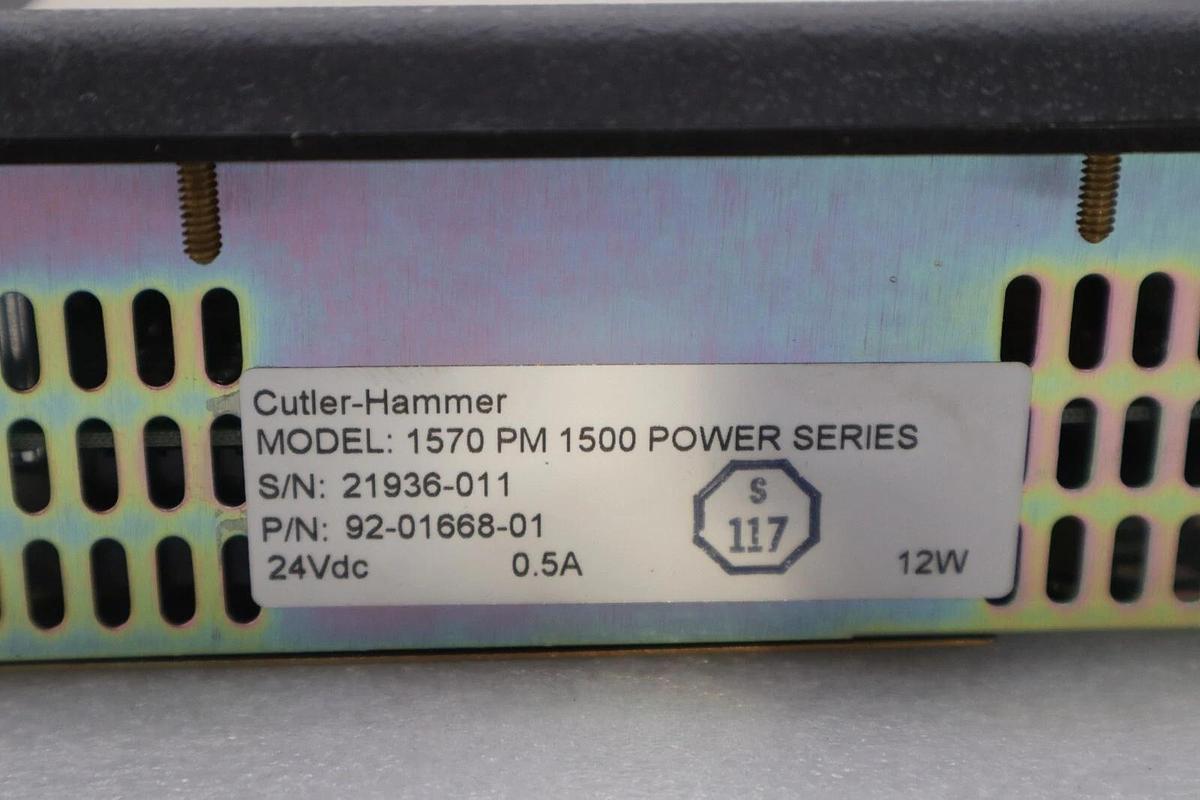 Cutler-Hammer
MODEL: 1570 PM 1500 POWER SERIES
S/N: 21936-011
P/N: 92-01668-01
24Vdc 0.5A 12W
S
117